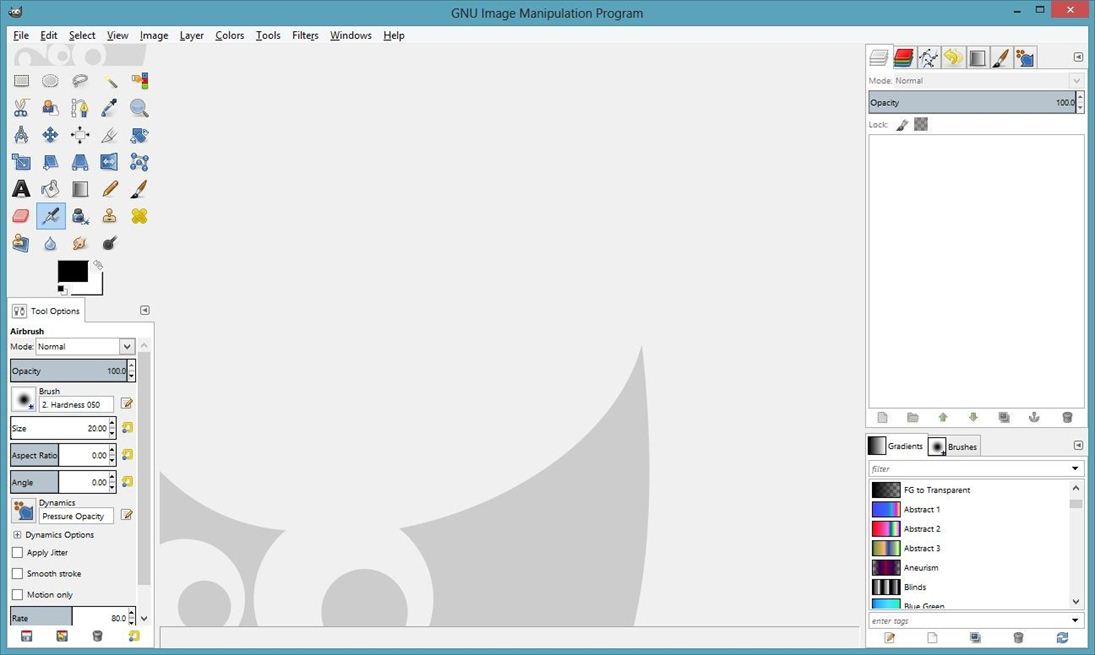 GNU Image Manipulation Program
File Edit Select View Image Layer Colors Tools Filters Windows Help
Tool Options
Airbrush
Mode: Normal
Opacity 100.0
Brush
2. Hardness 050
Size 20.00
Aspect Ratio 0.00
Angle 0.00
Dynamics
Pressure Opacity
Dynamics Options
Apply Jitter
Smooth stroke
Motion only
Rate 80.0
Mode: Normal
Opacity 100.0
Lock:
Gradients Brushes
filter
FG to Transparent
Abstract 1
Abstract 2
Abstract 3
Aneurism
Blinds
Blue Green
enter tags